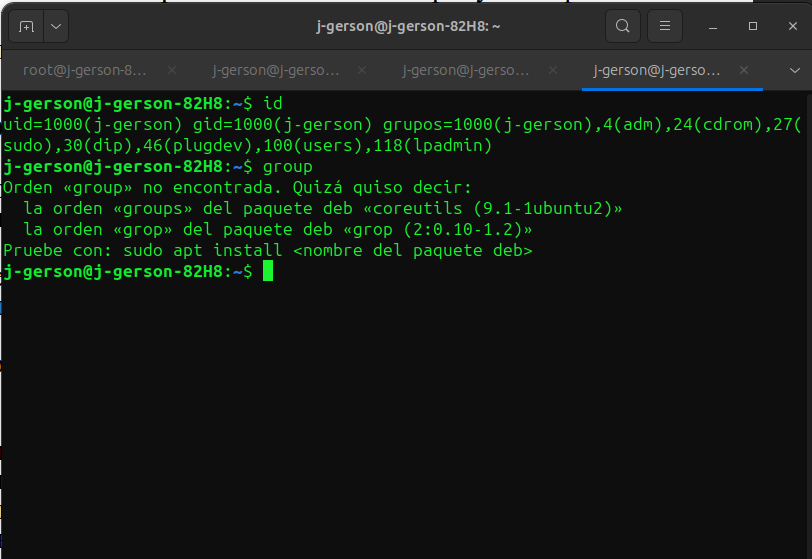 j-gerson@j-gerson-82H8: ~
root@j-gerson-8...
j-gerson@j-gerso...
j-gerson@j-gerso...
j-gerson@j-gerso...
j-gerson@j-gerson-82H8:~$ id
uid=1000(j-gerson) gid=1000(j-gerson) grupos=1000(j-gerson),4(adm),24(cdrom),27(
sudo),30(dip),46(plugdev),100(users),118(lpadmin)
j-gerson@j-gerson-82H8:~$ group
Orden «group» no encontrada. Quizá quiso decir:
  la orden «groups» del paquete deb «coreutils (9.1-1ubuntu2)»
  la orden «grop» del paquete deb «grop (2:0.10-1.2)»
Pruebe con: sudo apt install <nombre del paquete deb>
j-gerson@j-gerson-82H8:~$